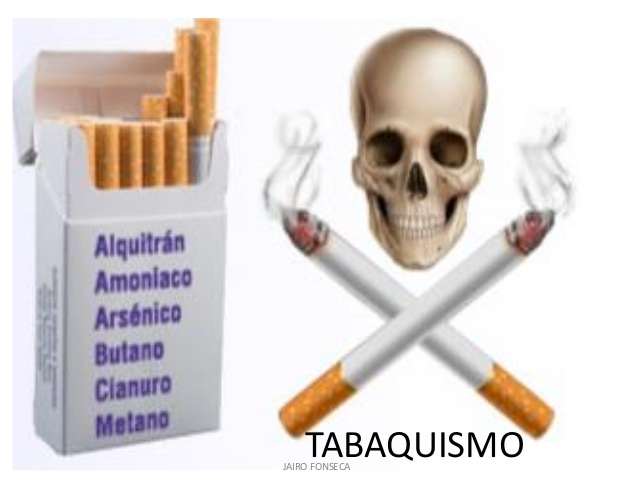 Alquitrán
Amoniaco
Arsénico
Butano
Cianuro
Metano
TABAQUISMO
JAIRO FONSECA